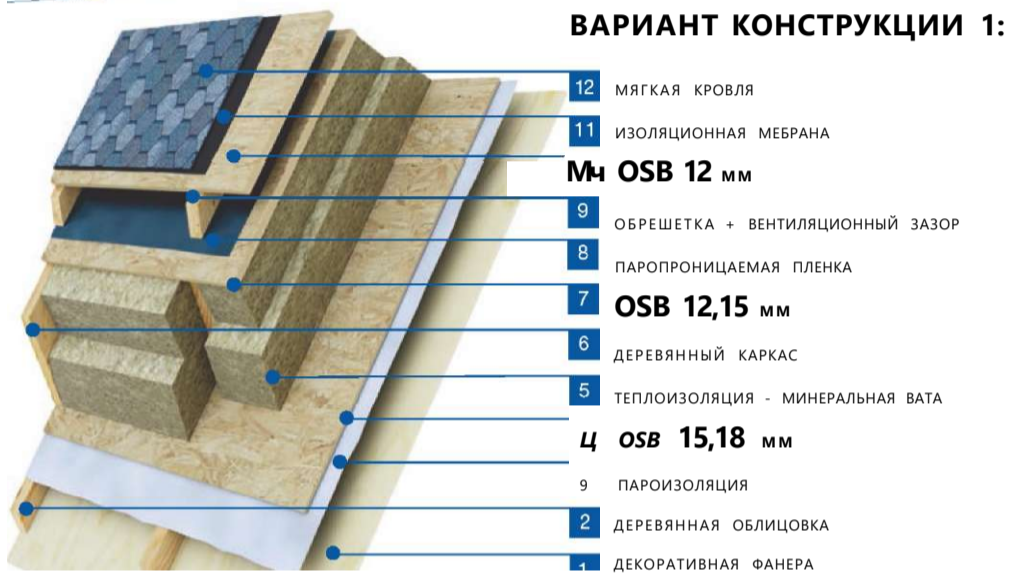 ВАРИАНТ КОНСТРУКЦИИ 1:
12 МЯГКАЯ КРОВЛЯ
11 ИЗОЛЯЦИОННАЯ МЕБРАНА
Мч OSB 12 мм
9 ОБРЕШЕТКА + ВЕНТИЛЯЦИОННЫЙ ЗАЗОР
8 ПАРОПРОНИЦАЕМАЯ ПЛЕНКА
7 OSB 12,15 мм
6 ДЕРЕВЯННЫЙ КАРКАС
5 ТЕПЛОИЗОЛЯЦИЯ - МИНЕРАЛЬНАЯ ВАТА
Ц OSB 15,18 мм
9 ПАРОИЗОЛЯЦИЯ
2 ДЕРЕВЯННАЯ ОБЛИЦОВКА
1 ДЕКОРАТИВНАЯ ФАНЕРА